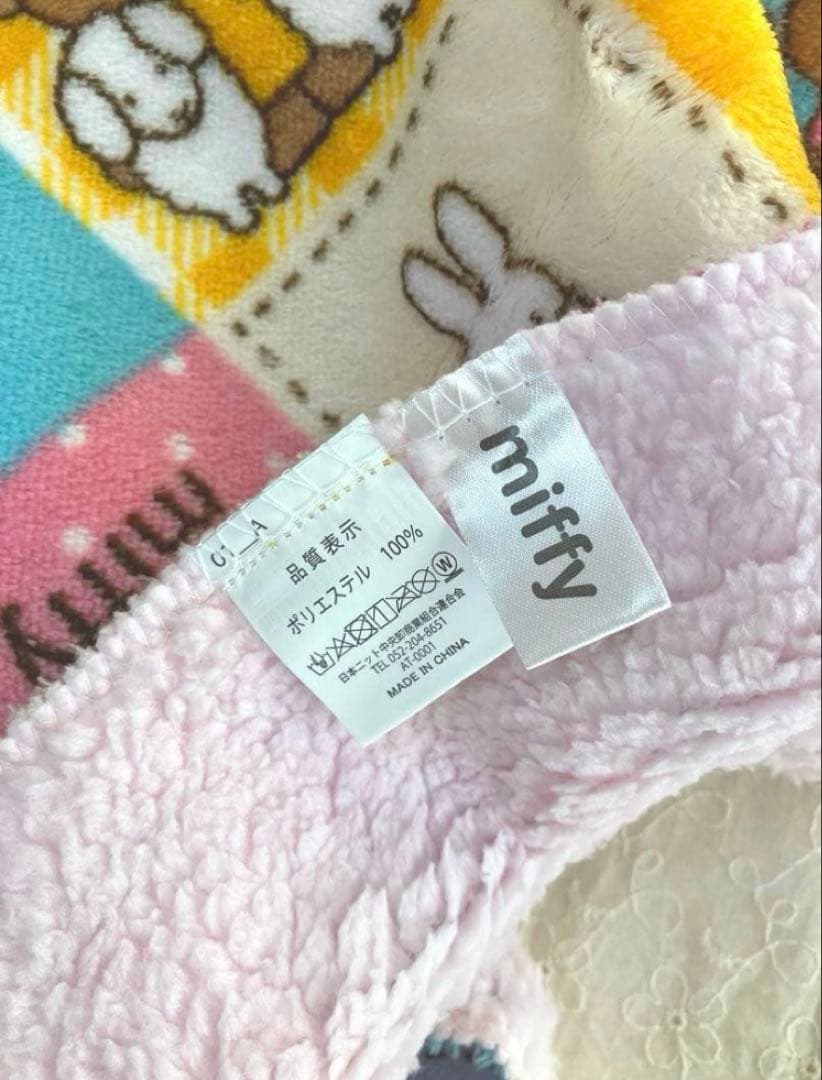 C1_A
品質表示
ポリエステル 100%
日本ニット中央卸商業組合連合会
TEL 052-204-8651
AT-0001
MADE IN CHINA
miffy